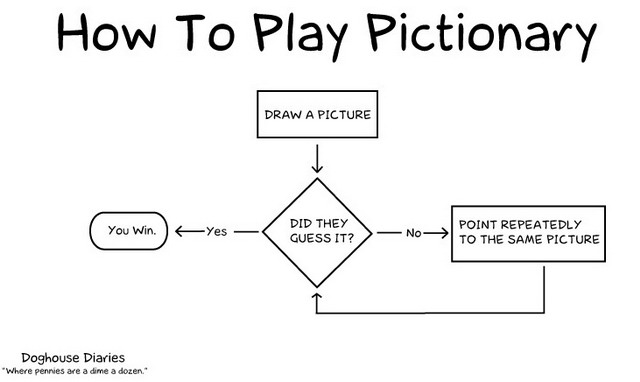 How To Play Pictionary
DRAW A PICTURE
DID THEY
GUESS IT?
Yes
You Win.
No
POINT REPEATEDLY
TO THE SAME PICTURE
Doghouse Diaries
"Where pennies are a dime a dozen."